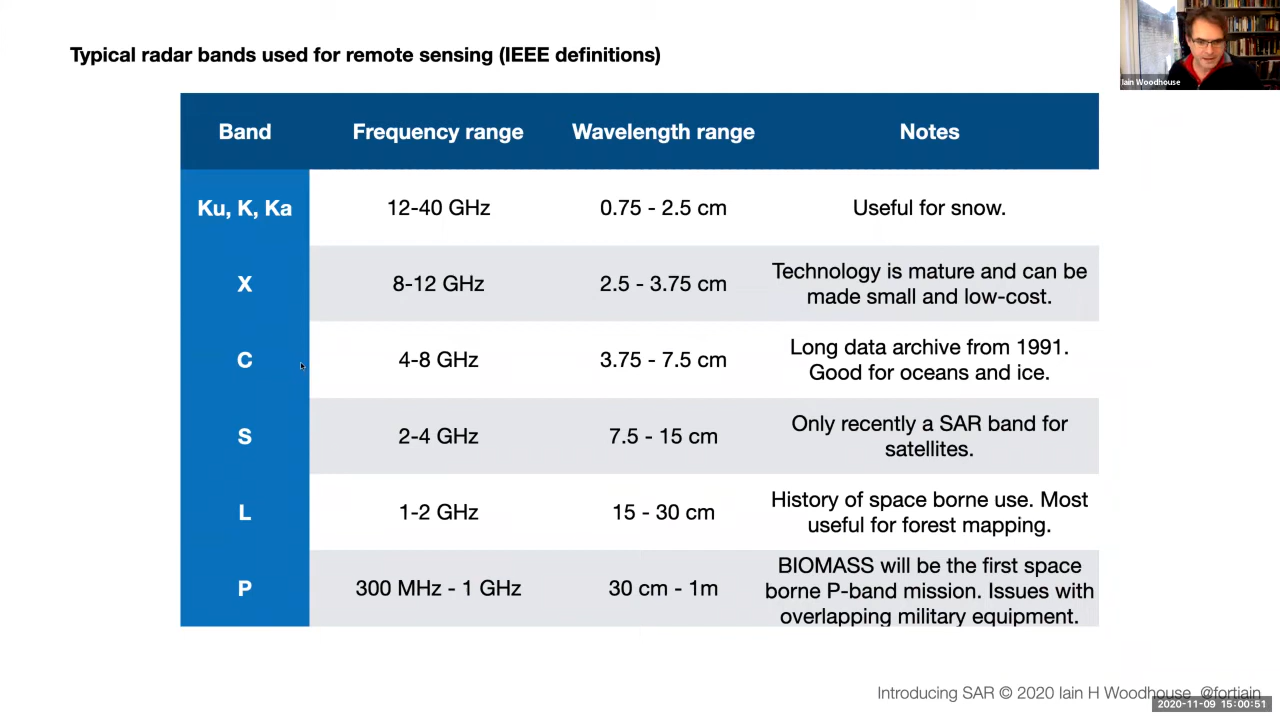 Typical radar bands used for remote sensing (IEEE definitions)
Iain Woodhouse
Band Frequency range Wavelength range Notes
Ku, K, Ka 12-40 GHz 0.75 - 2.5 cm Useful for snow.
X 8-12 GHz 2.5 - 3.75 cm Technology is mature and can be
made small and low-cost.
C 4-8 GHz 3.75 - 7.5 cm Long data archive from 1991.
Good for oceans and ice.
S 2-4 GHz 7.5 - 15 cm Only recently a SAR band for
satellites.
L 1-2 GHz 15 - 30 cm History of space borne use. Most
useful for forest mapping.
P 300 MHz - 1 GHz 30 cm - 1m BIOMASS will be the first space
borne P-band mission. Issues with
overlapping military equipment.
Introducing SAR © 2020 Iain H Woodhouse @fortiain
2020-11-09 15:00:51